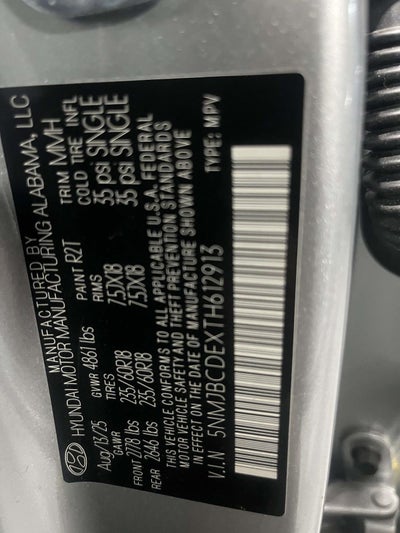 MANUFACTURED BY
HYUNDAI MOTOR MANUFACTURING ALABAMA, LLC
Aug/13/25 GVWR 4861 lbs PAINT R2T TRIM MMH
GAWR TIRES RIMS COLD TIRE INFL
FRONT 2778 lbs 235/60R18 7.5JX18 35 psi SINGLE
REAR 2646 lbs 235/60R18 7.5JX18 35 psi SINGLE
THIS VEHICLE CONFORMS TO ALL APPLICABLE U.S.A. FEDERAL
MOTOR VEHICLE SAFETY AND THEFT PREVENTION STANDARDS
IN EFFECT ON THE DATE OF MANUFACTURE SHOWN ABOVE
V.I.N 5NMJBCDEXTH612913 TYPE: MPV